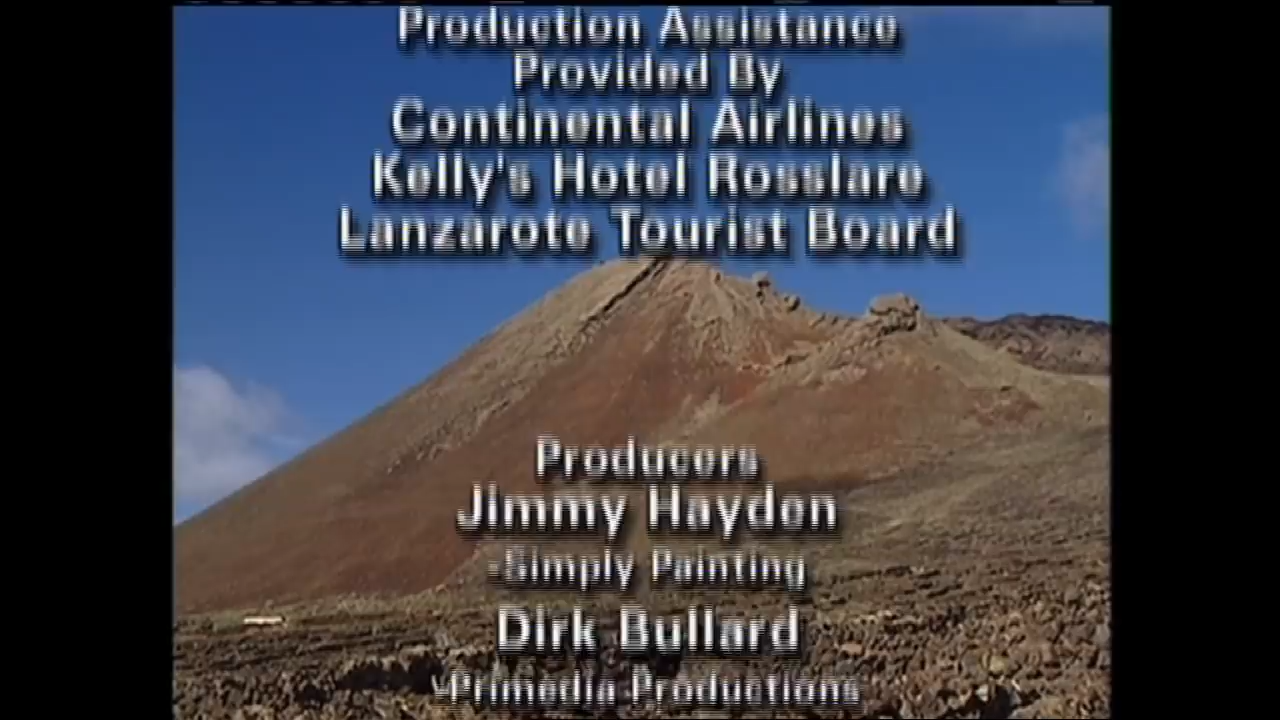 Production Assistance
Provided By
Continental Airlines
Kelly's Hotel Rosslare
Lanzarote Tourist Board
Producers
Jimmy Hayden
-Simply Painting
Dirk Bullard
-Primedia Productions